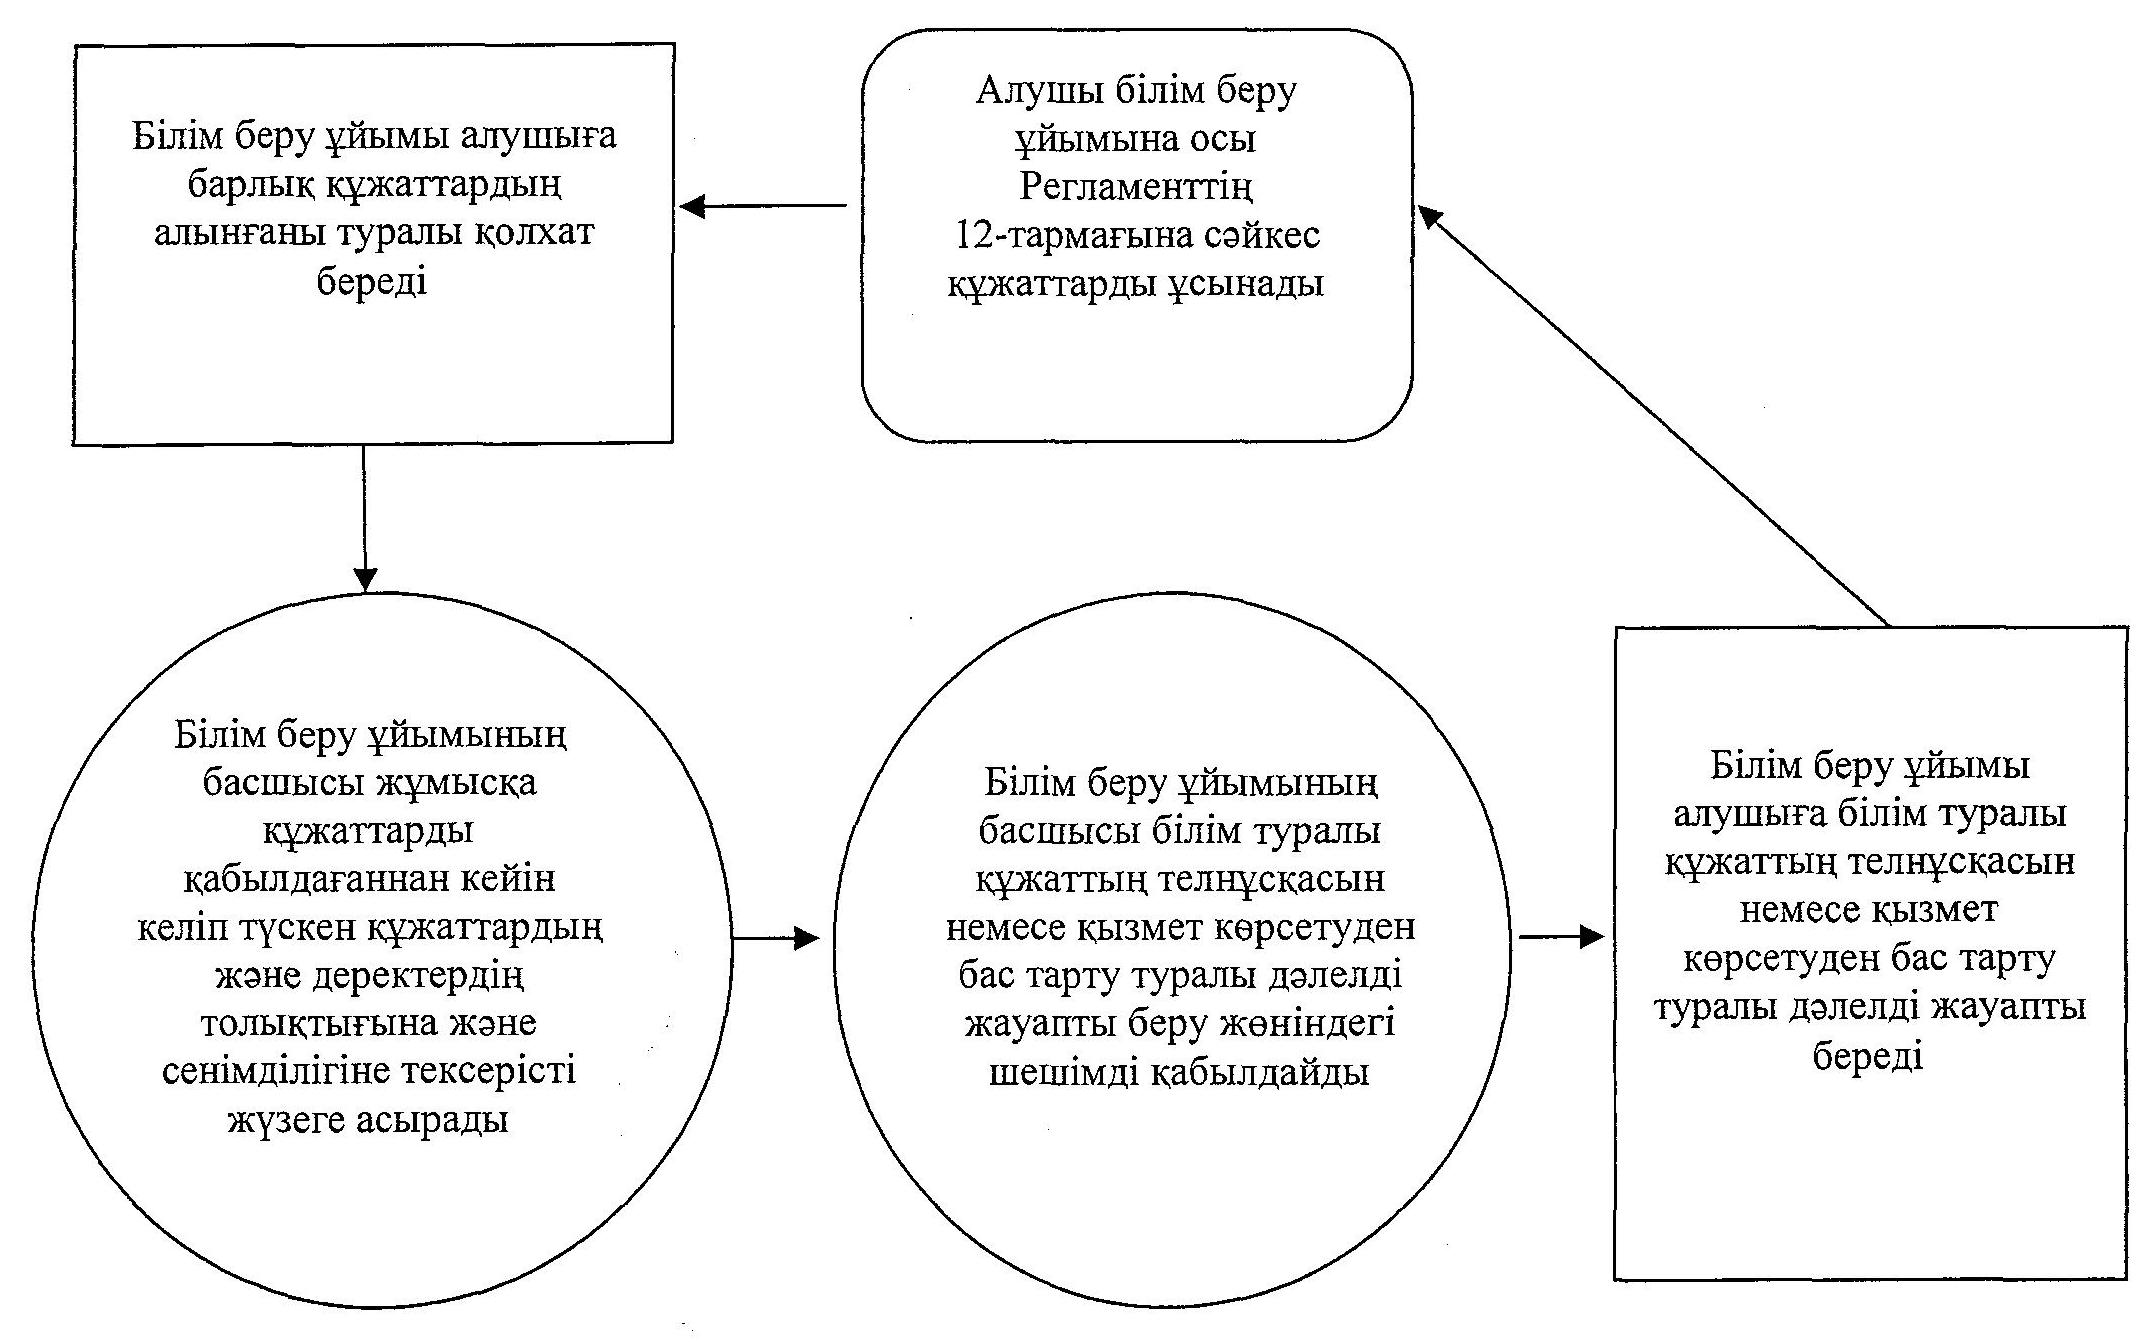 Білім беру ұйымы алушыға
барлық құжаттардың
алынғаны туралы қолхат
береді
Алушы білім беру
ұйымына осы
Регламенттің
12-тармағына сәйкес
құжаттарды ұсынады
Білім беру ұйымының
басшысы жұмысқа
құжаттарды
қабылдағаннан кейін
келіп түскен құжаттардың
және деректердің
толықтығына және
сенімділігіне тексерісті
жүзеге асырады
Білім беру ұйымының
басшысы білім туралы
құжаттың телнұсқасын
немесе қызмет көрсетуден
бас тарту туралы дәлелді
жауапты беру жөніндегі
шешімді қабылдайды
Білім беру ұйымы
алушыға білім туралы
құжаттың телнұсқасын
немесе қызмет
көрсетуден бас тарту
туралы дәлелді жауапты
береді